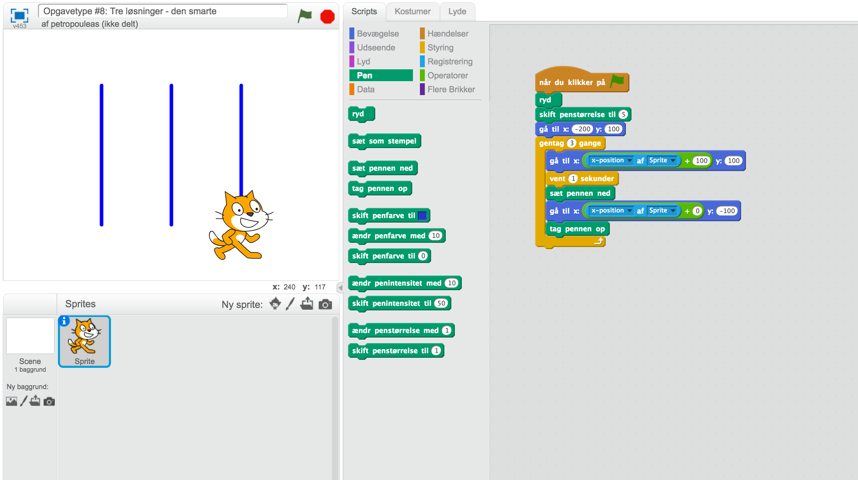 Opgavetype #8: Tre løsninger - den smarte
af petropouleas (ikke delt)
v453
x: 240 y: 117
Sprites
Ny sprite:
Scene
1 baggrund
Ny baggrund:
Sprite
Scripts Kostumer Lyde
Bevægelse Hændelser
Udseende Styring
Lyd Registrering
Pen Operatorer
Data Flere Brikker
ryd
sæt som stempel
sæt pennen ned
tag pennen op
skift penfarve til
ændr penfarve med 10
skift penfarve til 0
ændr penintensitet med 10
skift penintensitet til 50
ændr penstørrelse med 1
skift penstørrelse til 1
når du klikker på
ryd
skift penstørrelse til 5
gå til x: -200 y: 100
gentag 3 gange
gå til x: x-position af Sprite + 100 y: 100
vent 1 sekunder
sæt pennen ned
gå til x: x-position af Sprite + 0 y: -100
tag pennen op